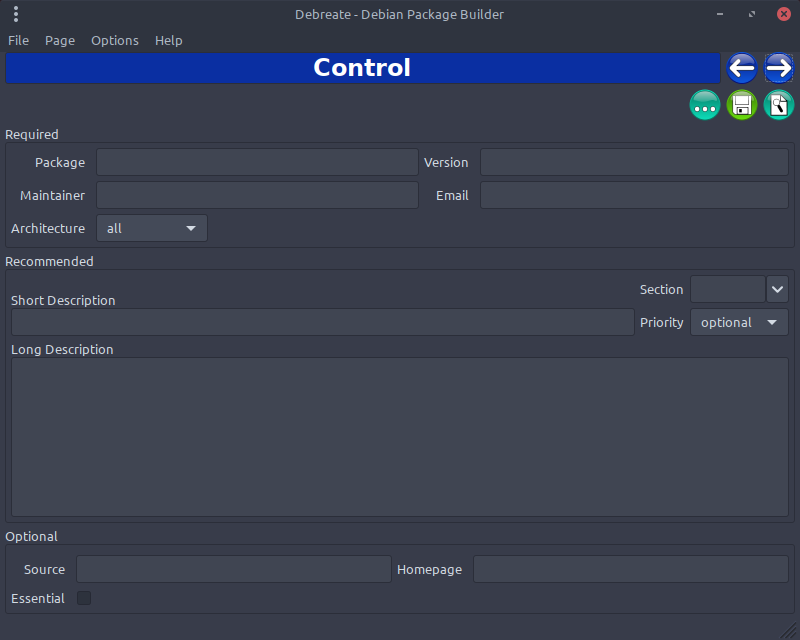 Debreate - Debian Package Builder
File Page Options Help
Control
Required
Package Version
Maintainer Email
Architecture all
Recommended
Section
Short Description
Priority optional
Long Description
Optional
Source Homepage
Essential